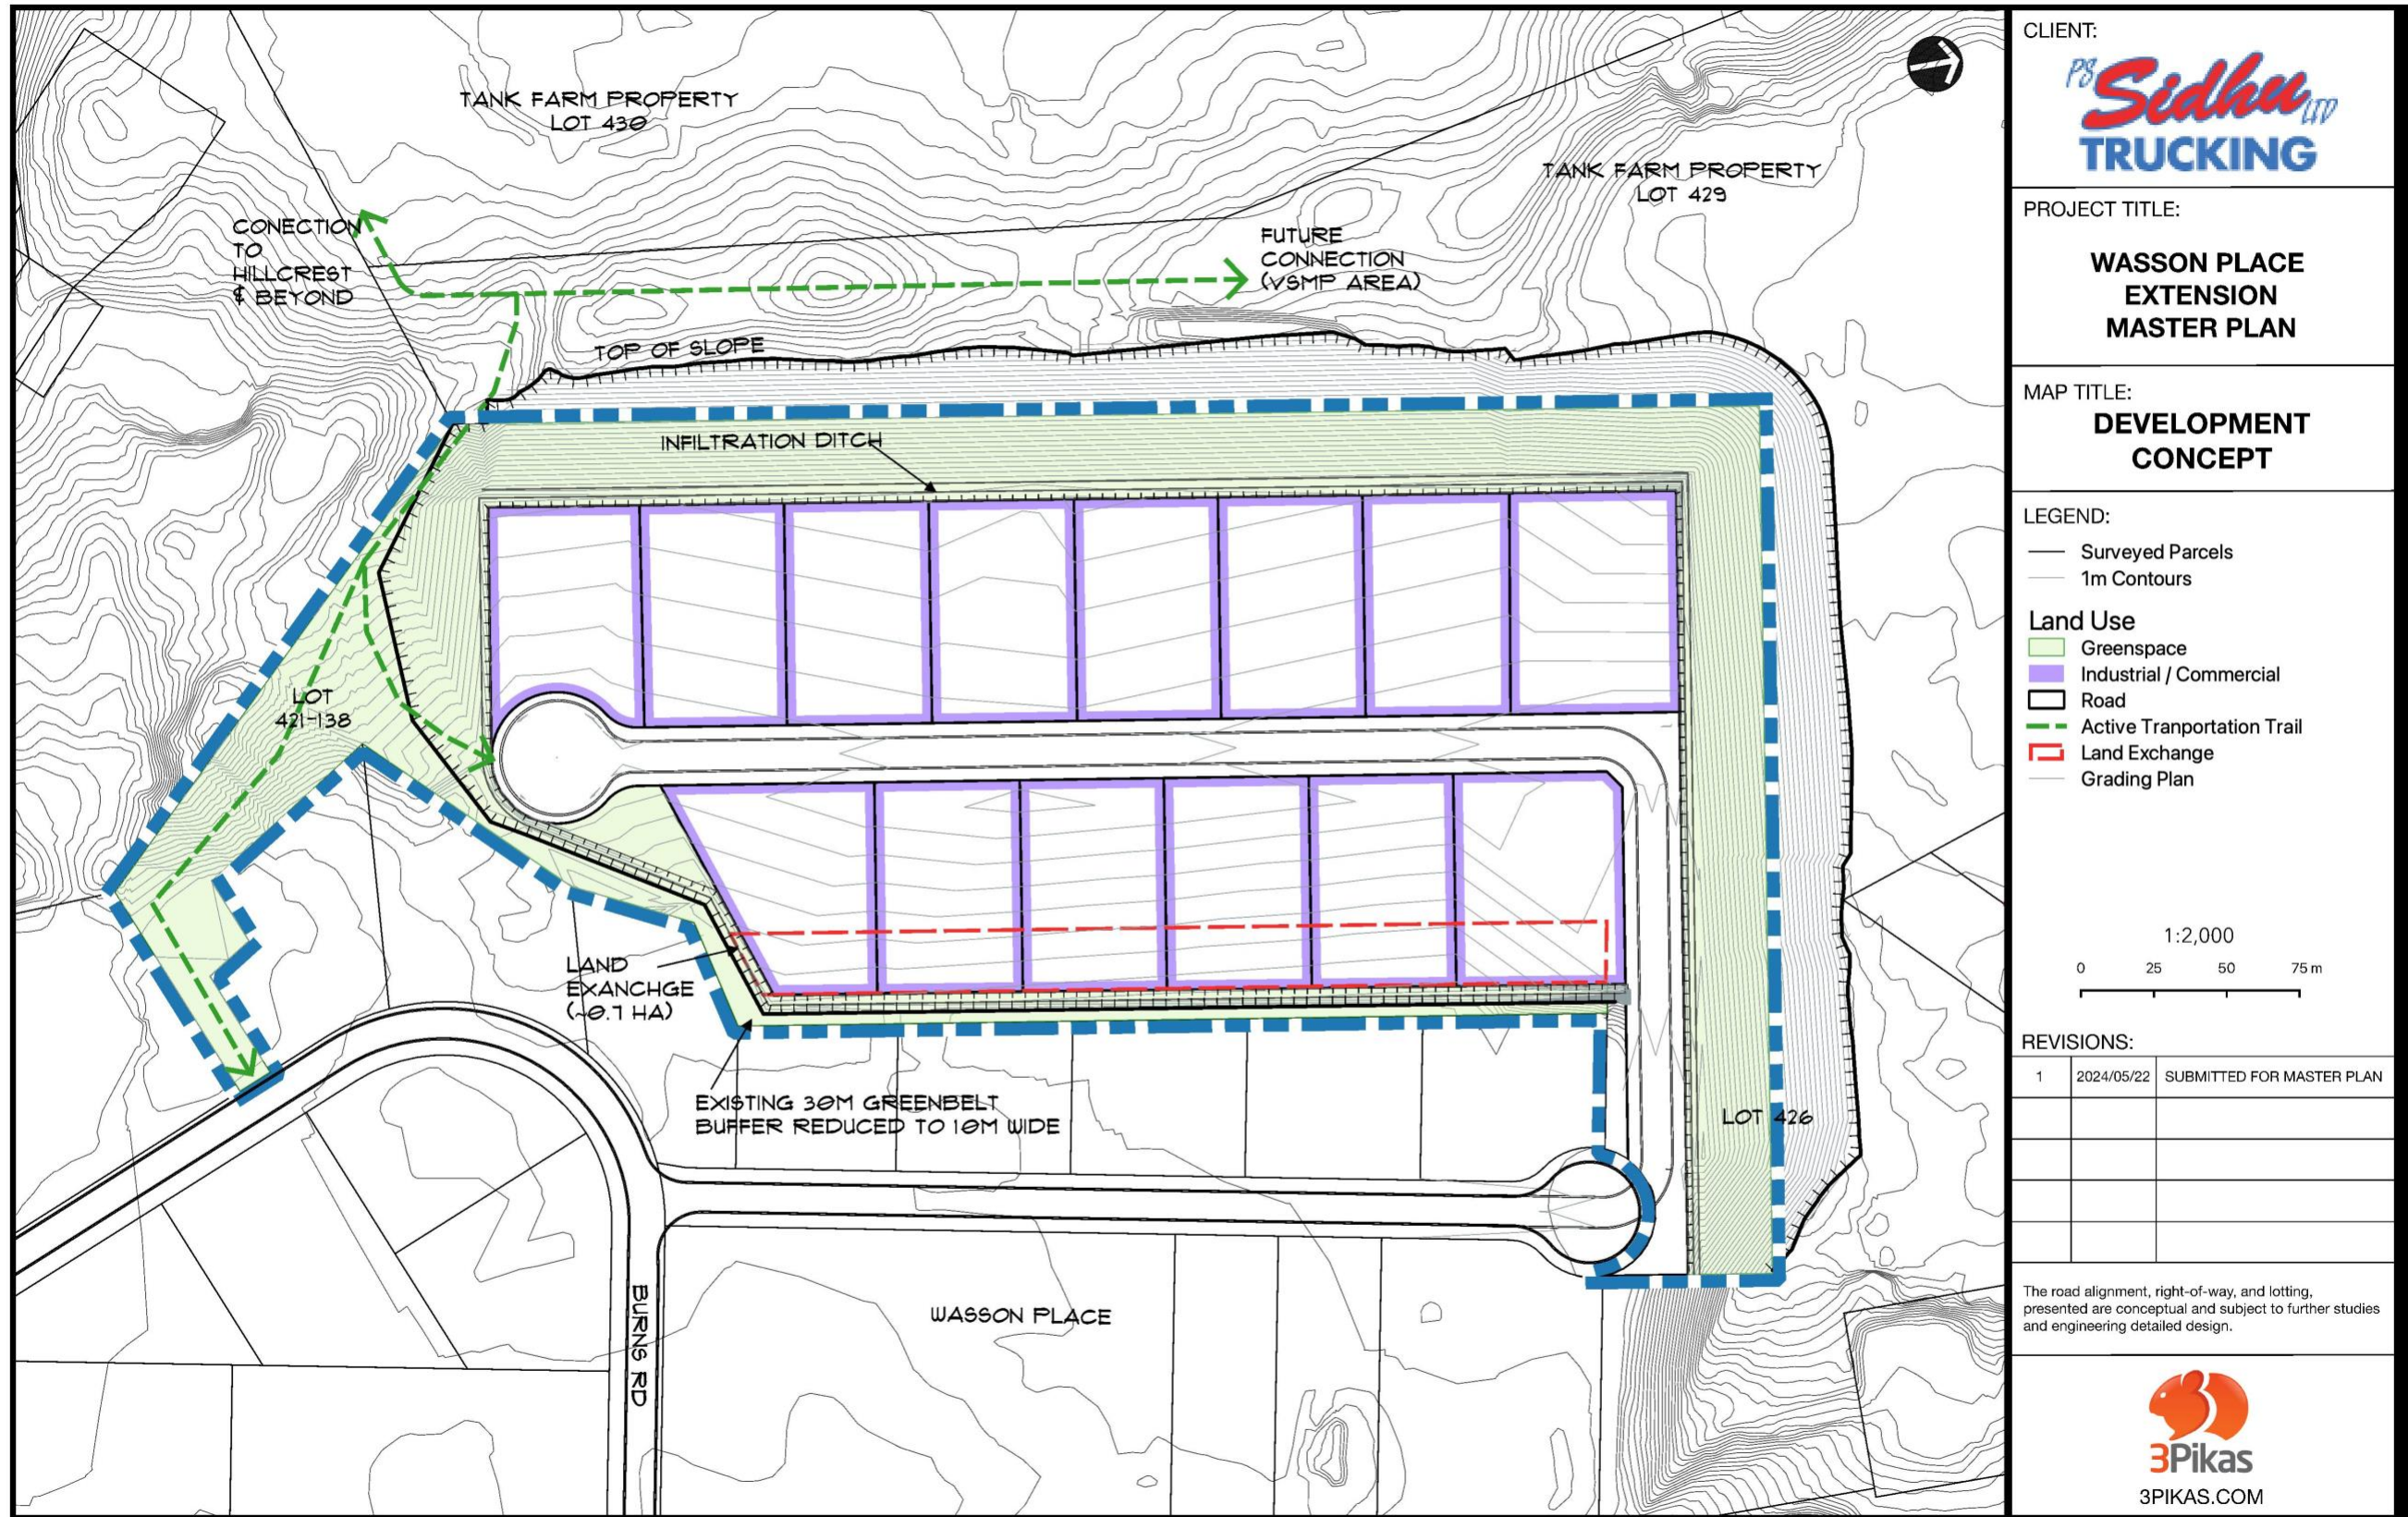 TANK FARM PROPERTY
LOT 430
TANK FARM PROPERTY
LOT 429
CONECTION
TO
HILLCREST
& BEYOND
FUTURE
CONNECTION
(VSMP AREA)
TOP OF SLOPE
INFILTRATION DITCH
LOT
421-138
LAND
EXANCHGE
(~0.7 HA)
EXISTING 30M GREENBELT
BUFFER REDUCED TO 10M WIDE
LOT 426
WASSON PLACE
BURNS RD
CLIENT:
PS Sidhu LTD
TRUCKING
PROJECT TITLE:
WASSON PLACE
EXTENSION
MASTER PLAN
MAP TITLE:
DEVELOPMENT
CONCEPT
LEGEND:
Surveyed Parcels
1m Contours
Land Use
Greenspace
Industrial / Commercial
Road
Active Tranportation Trail
Land Exchange
Grading Plan
1:2,000
0 25 50 75 m
REVISIONS:
1 2024/05/22 SUBMITTED FOR MASTER PLAN
The road alignment, right-of-way, and lotting,
presented are conceptual and subject to further studies
and engineering detailed design.
3Pikas
3PIKAS.COM